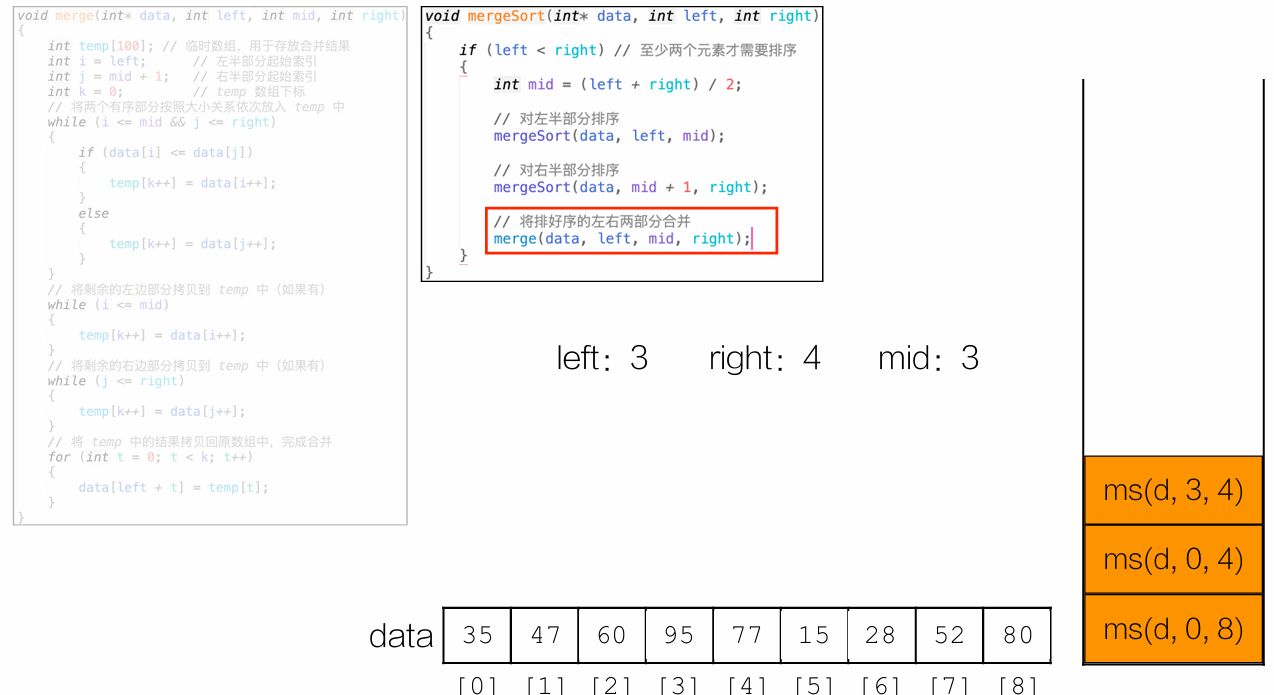 void merge(int* data, int left, int mid, int right)
{
int temp[100]; // 临时数组，用于存放合并结果
int i = left; // 左半部分起始索引
int j = mid + 1; // 右半部分起始索引
int k = 0; // temp 数组下标
// 将两个有序部分按照大小关系依次放入 temp 中
while (i <= mid && j <= right)
{
if (data[i] <= data[j])
{
temp[k++] = data[i++];
}
else
{
temp[k++] = data[j++];
}
}
// 将剩余的左边部分拷贝到 temp 中（如果有）
while (i <= mid)
{
temp[k++] = data[i++];
}
// 将剩余的右边部分拷贝到 temp 中（如果有）
while (j <= right)
{
temp[k++] = data[j++];
}
// 将 temp 中的结果拷贝回原数组中，完成合并
for (int t = 0; t < k; t++)
{
data[left + t] = temp[t];
}
}
void mergeSort(int* data, int left, int right)
{
if (left < right) // 至少两个元素才需要排序
{
int mid = (left + right) / 2;
// 对左半部分排序
mergeSort(data, left, mid);
// 对右半部分排序
mergeSort(data, mid + 1, right);
// 将排好序的左右两部分合并
merge(data, left, mid, right);
}
}
left: 3 right: 4 mid: 3
ms(d, 3, 4)
ms(d, 0, 4)
ms(d, 0, 8)
data 35 47 60 95 77 15 28 52 80
[0] [1] [2] [3] [4] [5] [6] [7] [8]